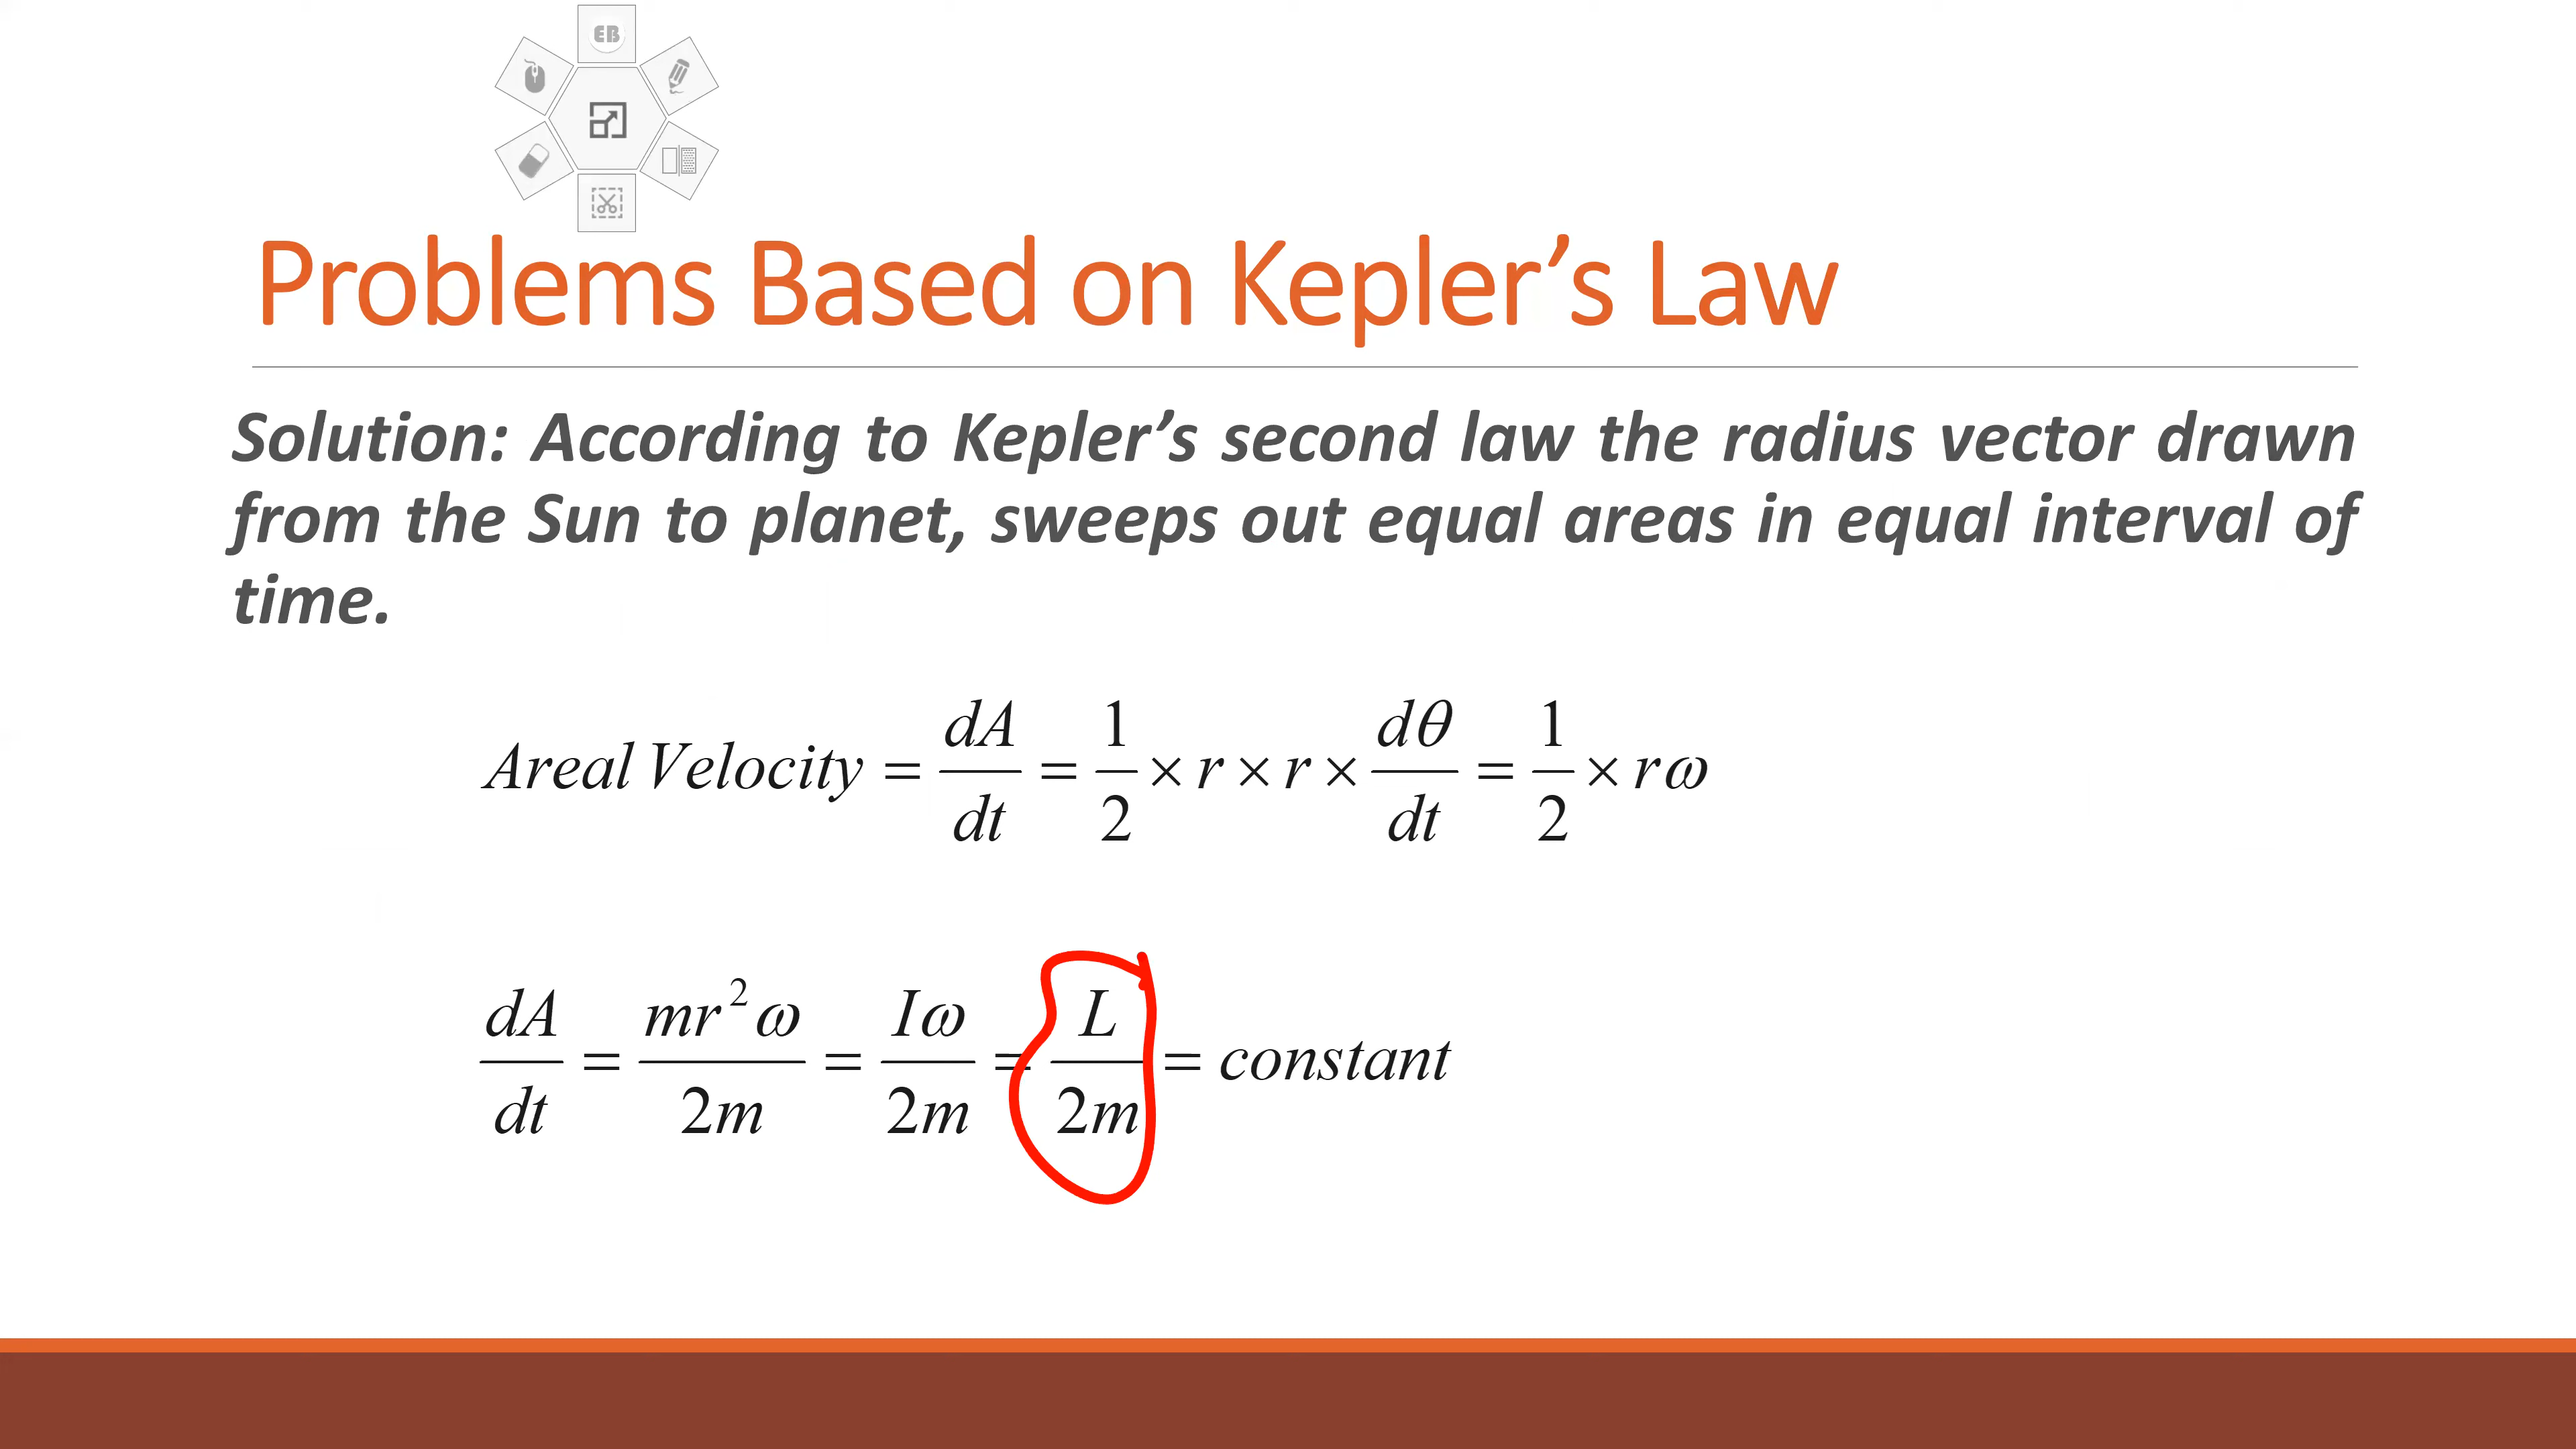 EB
Problems Based on Kepler’s Law
Solution: According to Kepler’s second law the radius vector drawn
from the Sun to planet, sweeps out equal areas in equal interval of
time.
Areal Velocity = dA/dt = 1/2 × r × r × dθ/dt = 1/2 × rω
dA/dt = mr²ω/2m = Iω/2m = L/2m = constant